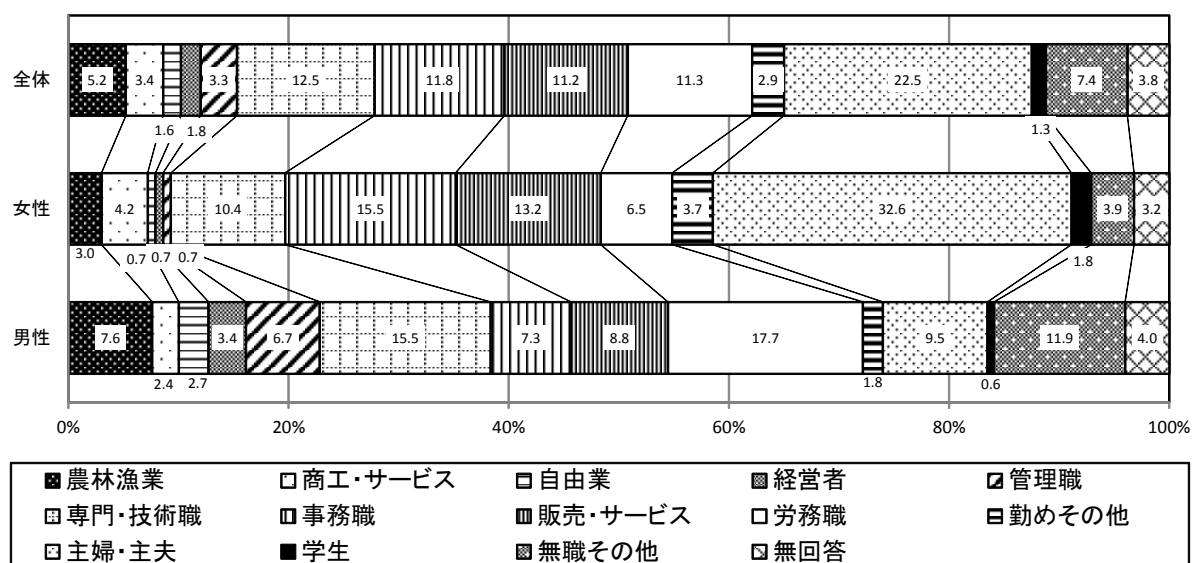 全体 5.2 3.4 3.3 12.5 11.8 11.2 11.3 2.9 22.5 7.4 3.8
1.6 1.8 1.3
女性 4.2 10.4 15.5 13.2 6.5 3.7 32.6 3.9 3.2
3.0 0.7 0.7 0.7 1.8
男性 7.6 3.4 6.7 15.5 7.3 8.8 17.7 9.5 11.9 4.0
2.4 2.7 1.8 0.6
0% 20% 40% 60% 80% 100%
農林漁業 商工・サービス 自由業 経営者 管理職
専門・技術職 事務職 販売・サービス 労務職 勤めその他
主婦・主夫 学生 無職その他 無回答